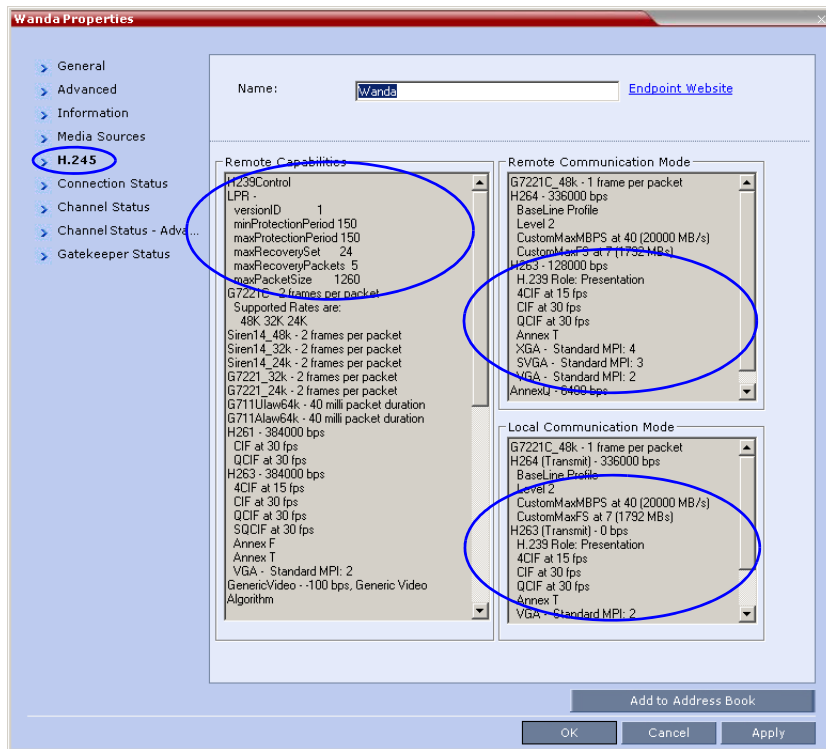 Wanda Properties
General
Advanced
Information
Media Sources
H.245
Connection Status
Channel Status
Channel Status - Adva...
Gatekeeper Status
Name:
Wanda
Endpoint Website
Remote Capabilities
H239Control
LPR -
versionID 1
minProtectionPeriod 150
maxProtectionPeriod 150
maxRecoverySet 24
maxRecoveryPackets 5
maxPacketSize 1260
G7221C - 2 frames per packet
Supported Rates are:
48K 32K 24K
Siren14_48k - 2 frames per packet
Siren14_32k - 2 frames per packet
Siren14_24k - 2 frames per packet
G7221_32k - 2 frames per packet
G7221_24k - 2 frames per packet
G711Ulaw64k - 40 milli packet duration
G711Alaw64k - 40 milli packet duration
H261 - 384000 bps
CIF at 30 fps
QCIF at 30 fps
H263 - 384000 bps
4CIF at 15 fps
CIF at 30 fps
QCIF at 30 fps
SQCIF at 30 fps
Annex F
Annex T
VGA - Standard MPI: 2
GenericVideo - -100 bps, Generic Video
Algorithm
Remote Communication Mode
G7221C_48k - 1 frame per packet
H264 - 336000 bps
BaseLine Profile
Level 2
CustomMaxMBPS at 40 (20000 MB/s)
CustomMaxFS at 7 (1792 MBs)
H263 - 128000 bps
H.239 Role: Presentation
4CIF at 15 fps
CIF at 30 fps
QCIF at 30 fps
Annex T
XGA - Standard MPI: 4
SVGA - Standard MPI: 3
VGA - Standard MPI: 2
AnnexQ - 6400 bps
Local Communication Mode
G7221C_48k - 1 frame per packet
H264 (Transmit) - 336000 bps
BaseLine Profile
Level 2
CustomMaxMBPS at 40 (20000 MB/s)
CustomMaxFS at 7 (1792 MBs)
H263 (Transmit) - 0 bps
H.239 Role: Presentation
4CIF at 15 fps
CIF at 30 fps
QCIF at 30 fps
Annex T
VGA - Standard MPI: 2
Add to Address Book
OK
Cancel
Apply